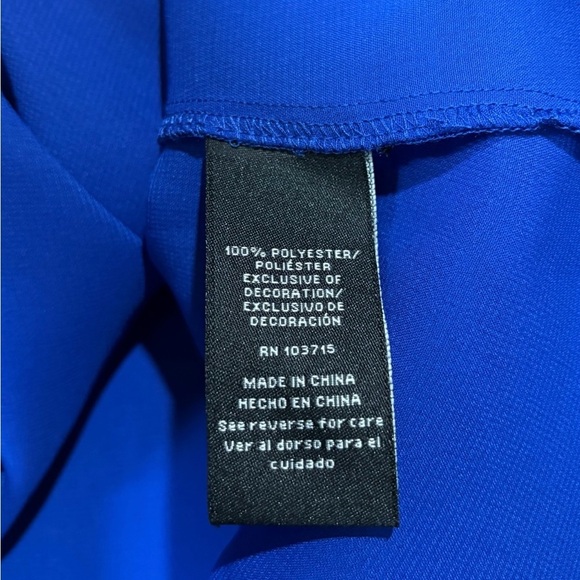 100% POLYESTER/
POLIÉSTER
EXCLUSIVE OF
DECORATION/
EXCLUSIVO DE
DECORACIÓN
RN 103715
MADE IN CHINA
HECHO EN CHINA
See reverse for care
Ver al dorso para el
cuidado